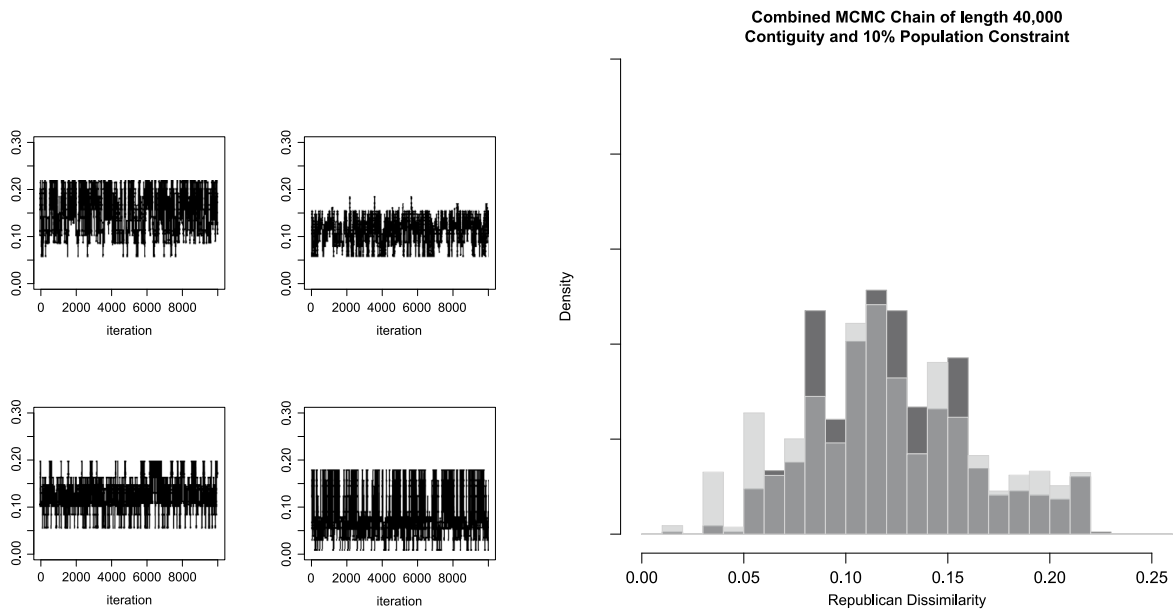 Combined MCMC Chain of length 40,000
Contiguity and 10% Population Constraint
0.30
0.20
0.10
0.00
0 2000 4000 6000 8000
iteration
0.30
0.20
0.10
0.00
0 2000 4000 6000 8000
iteration
0.30
0.20
0.10
0.00
0 2000 4000 6000 8000
iteration
0.30
0.20
0.10
0.00
0 2000 4000 6000 8000
iteration
Density
0.00 0.05 0.10 0.15 0.20 0.25
Republican Dissimilarity